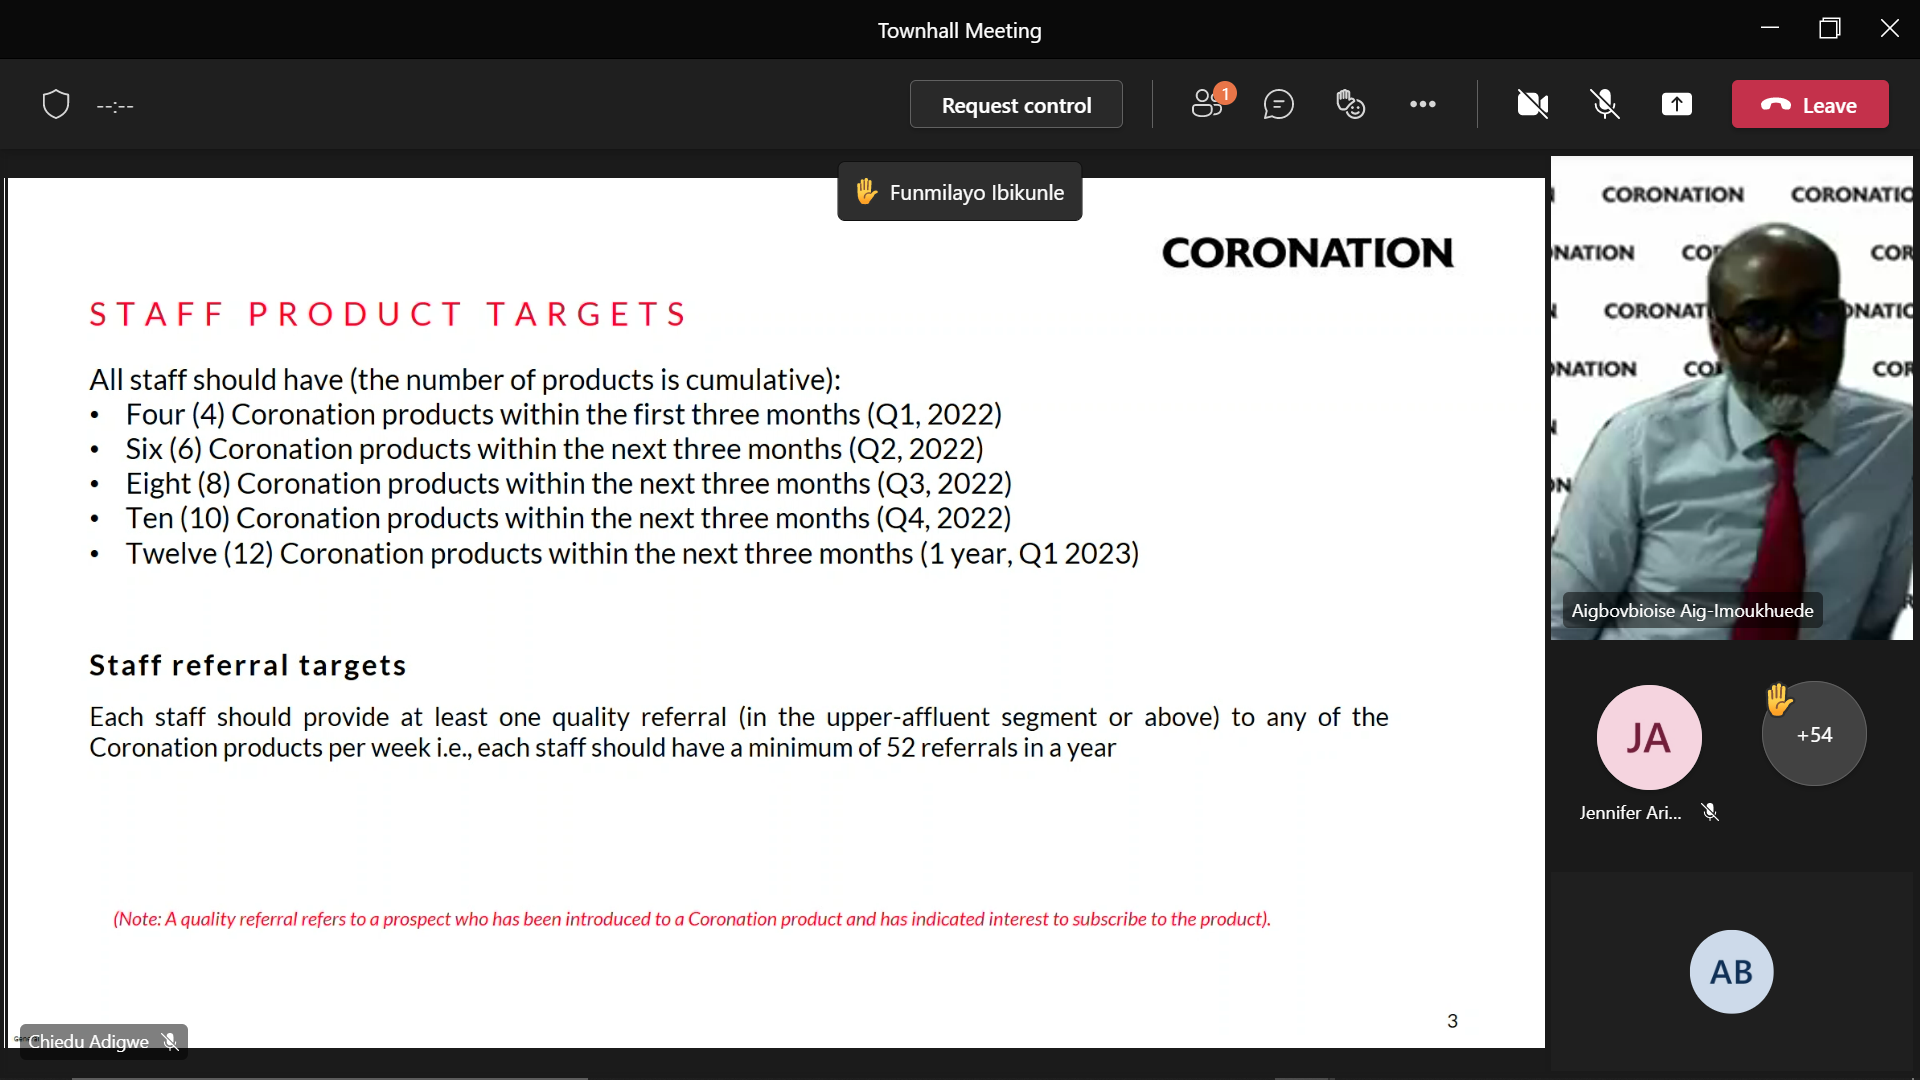 Townhall Meeting
--:--
Request control
1
Leave
Funmilayo Ibikunle
CORONATION
STAFF PRODUCT TARGETS
All staff should have (the number of products is cumulative):
• Four (4) Coronation products within the first three months (Q1, 2022)
• Six (6) Coronation products within the next three months (Q2, 2022)
• Eight (8) Coronation products within the next three months (Q3, 2022)
• Ten (10) Coronation products within the next three months (Q4, 2022)
• Twelve (12) Coronation products within the next three months (1 year, Q1 2023)
Staff referral targets
Each staff should provide at least one quality referral (in the upper-affluent segment or above) to any of the
Coronation products per week i.e., each staff should have a minimum of 52 referrals in a year
(Note: A quality referral refers to a prospect who has been introduced to a Coronation product and has indicated interest to subscribe to the product).
3
Chiedu Adigwe
CORONATION CORONATIO
NATION COR
CORONAT NATIO
NATION CO COR
Aigbovbioise Aig-Imoukhuede
JA
+54
Jennifer Ari...
AB